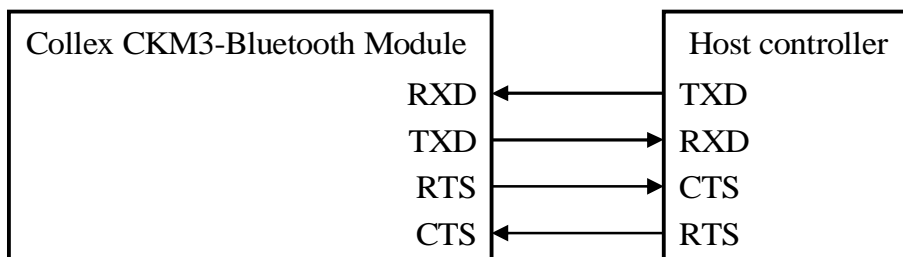 Collex CKM3-Bluetooth Module
RXD
TXD
RTS
CTS
Host controller
TXD
RXD
CTS
RTS